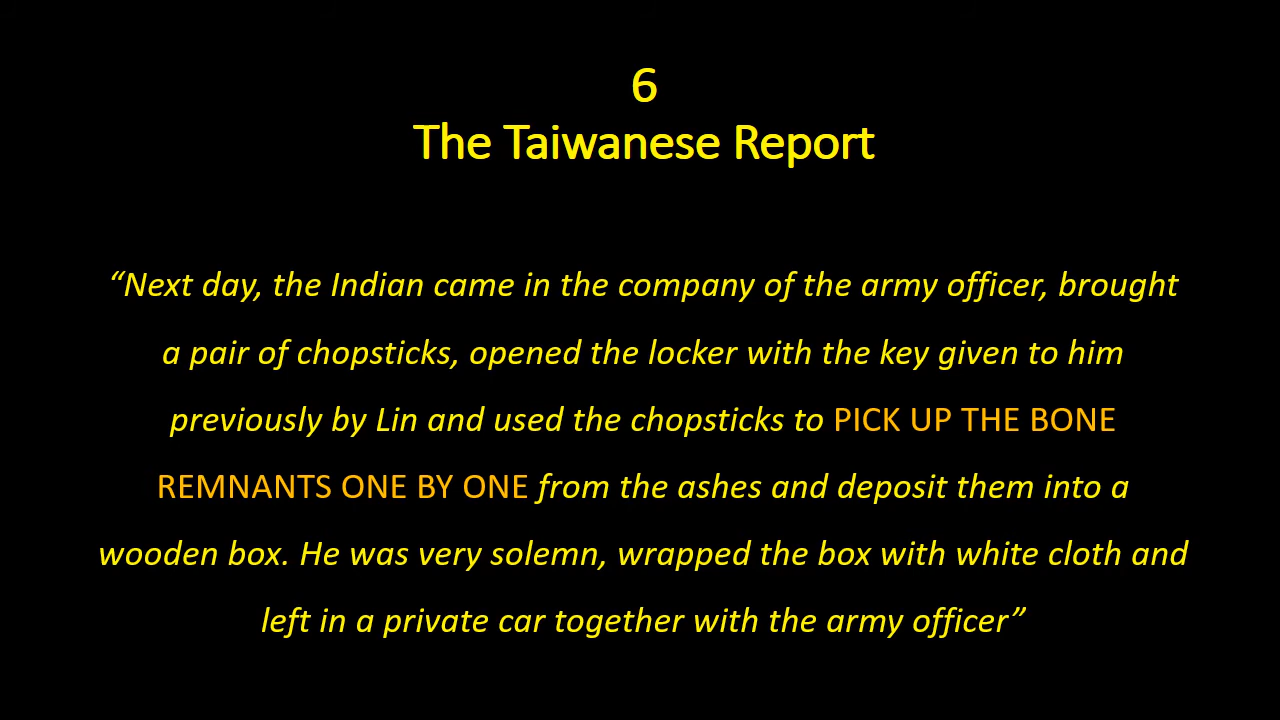 6
The Taiwanese Report
“Next day, the Indian came in the company of the army officer, brought
a pair of chopsticks, opened the locker with the key given to him
previously by Lin and used the chopsticks to PICK UP THE BONE
REMNANTS ONE BY ONE from the ashes and deposit them into a
wooden box. He was very solemn, wrapped the box with white cloth and
left in a private car together with the army officer”